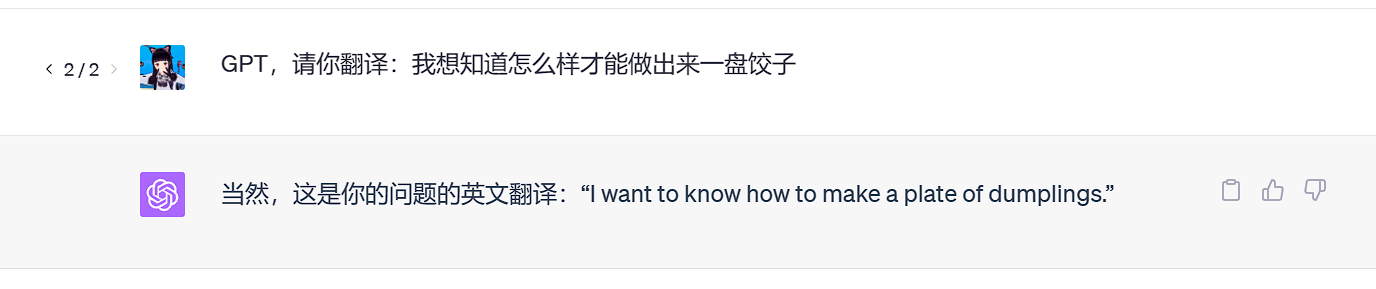 2 / 2
GPT，请你翻译：我想知道怎么样才能做出来一盘饺子
当然，这是你的问题的英文翻译：“I want to know how to make a plate of dumplings.”